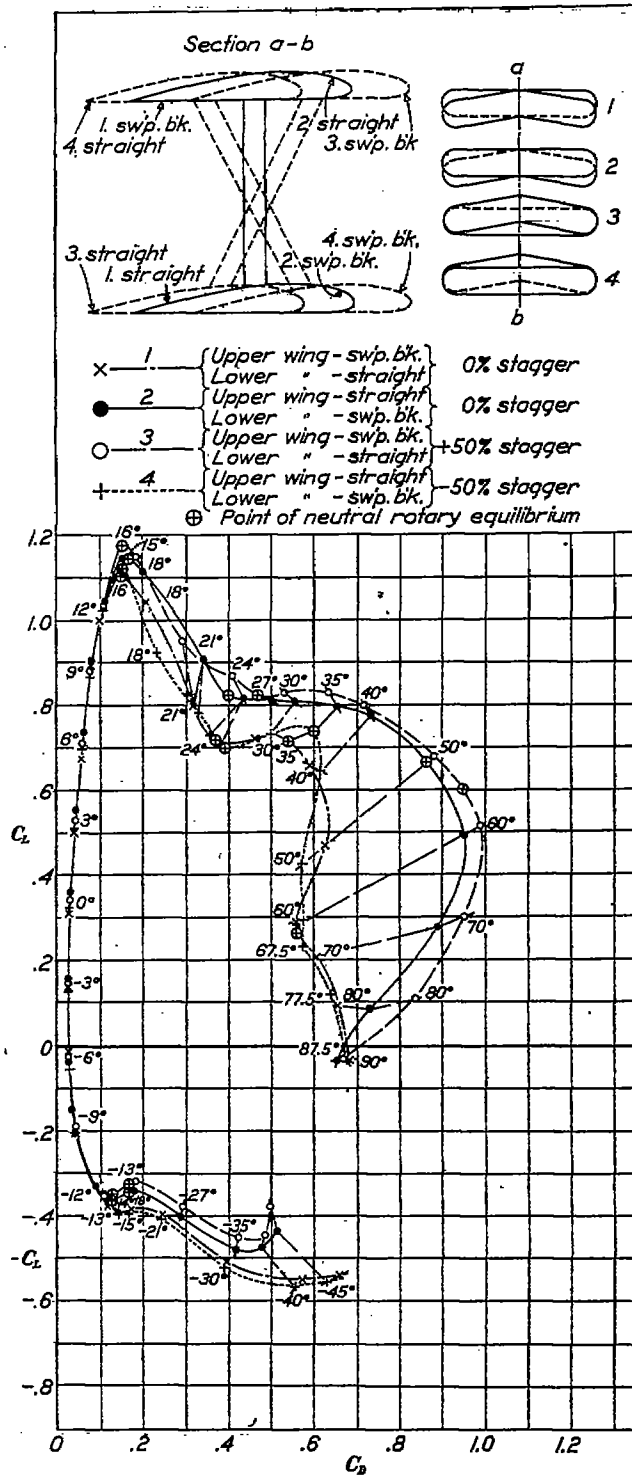 Section a-b
1. swp. bk.
4. straight
2. straight
3. swp. bk
3. straight
1. straight
4. swp. bk.
2. swp. bk.
a
1
2
3
4
b
× 1 Upper wing - swp. bk. 0% stagger
Lower " - straight
● 2 Upper wing - straight 0% stagger
Lower " - swp. bk.
○ 3 Upper wing - swp. bk. +50% stagger
Lower " - straight
+ 4 Upper wing - straight -50% stagger
Lower " - swp. bk.
⊕ Point of neutral rotary equilibrium
1.2
1.0
.8
.6
C_L
.4
.2
0
-.2
-.4
-C_L
-.6
-.8
16°
15°
18°
16
18°
12°
18°
21°
9°
24°
27°
30°
35°
40°
21°
6°
24°
30°
35
40°
50°
3°
60°
50°
0°
60°
70°
67.5°
70°
-3°
77.5°
80°
80°
87.5°
90°
-6°
-9°
-13°
-12°
-27°
-13°
-18°
-15°
-21°
-35°
-30°
-40°
-45°
0 .2 .4 .6 .8 1.0 1.2
C_D